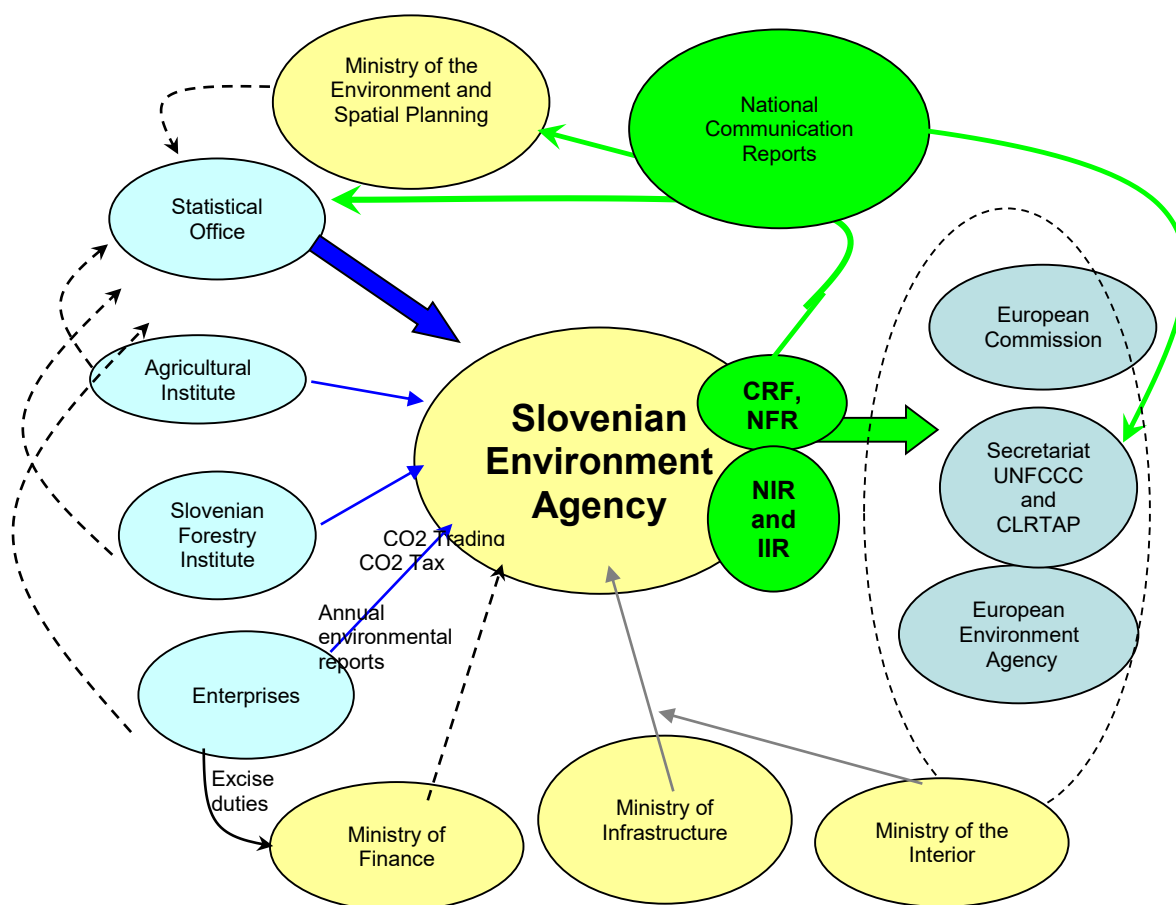 Ministry of the
Environment and
Spatial Planning
National
Communication
Reports
Statistical
Office
European
Commission
Agricultural
Institute
CRF,
NFR
Slovenian
Environment
Agency
Secretariat
UNFCCC
and
CLRTAP
NIR
and
IIR
Slovenian
Forestry
Institute
CO2 Trading
CO2 Tax
Annual
environmental
reports
European
Environment
Agency
Enterprises
Excise
duties
Ministry of
Finance
Ministry of
Infrastructure
Ministry of the
Interior